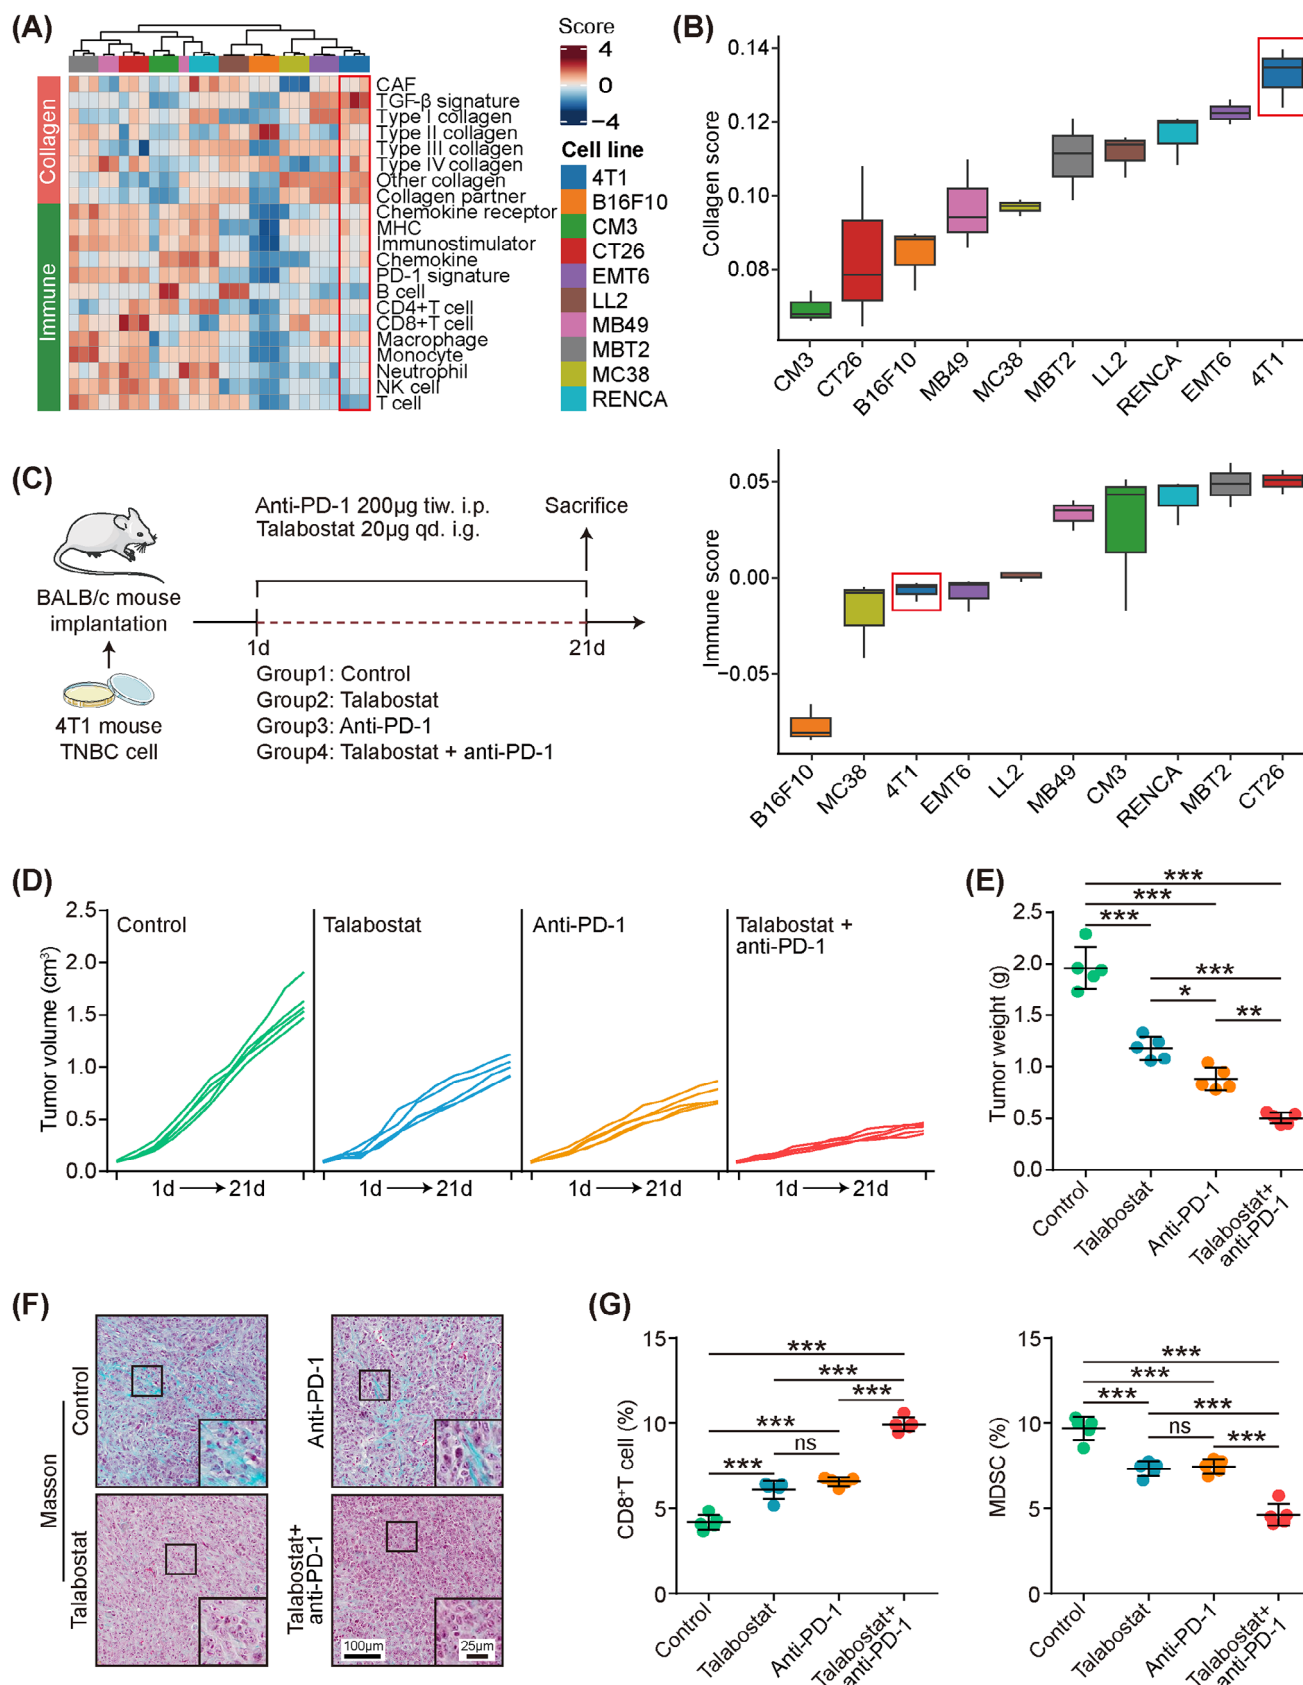 (A)
Score
4
0
−4
Collagen
Immune
CAF
TGF-β signature
Type I collagen
Type II collagen
Type III collagen
Type IV collagen
Other collagen
Collagen partner
Chemokine receptor
MHC
Immunostimulator
Chemokine
PD-1 signature
B cell
CD4+T cell
CD8+T cell
Macrophage
Monocyte
Neutrophil
NK cell
T cell
Cell line
4T1
B16F10
CM3
CT26
EMT6
LL2
MB49
MBT2
MC38
RENCA
(B)
Collagen score
0.14
0.12
0.10
0.08
CM3
CT26
B16F10
MB49
MC38
MBT2
LL2
RENCA
EMT6
4T1
Immune score
0.05
0.00
−0.05
B16F10
MC38
4T1
EMT6
LL2
MB49
CM3
RENCA
MBT2
CT26
(C)
Anti-PD-1 200µg tiw. i.p.
Talabostat 20µg qd. i.g.
Sacrifice
BALB/c mouse
implantation
1d
21d
4T1 mouse
TNBC cell
Group1: Control
Group2: Talabostat
Group3: Anti-PD-1
Group4: Talabostat + anti-PD-1
(D)
Tumor volume (cm³)
2.5
2.0
1.5
1.0
0.5
0.0
Control
Talabostat
Anti-PD-1
Talabostat +
anti-PD-1
1d
21d
1d
21d
1d
21d
1d
21d
(E)
Tumor weight (g)
2.5
2.0
1.5
1.0
0.5
0.0
***
***
***
***
*
**
Control
Talabostat
Anti-PD-1
Talabostat+
anti-PD-1
(F)
Masson
Control
Talabostat
Anti-PD-1
Talabostat+
anti-PD-1
100µm
25µm
(G)
CD8⁺T cell (%)
15
10
5
0
***
***
***
***
ns
***
Control
Talabostat
Anti-PD-1
Talabostat+
anti-PD-1
MDSC (%)
15
10
5
0
***
***
***
***
ns
***
Control
Talabostat
Anti-PD-1
Talabostat+
anti-PD-1